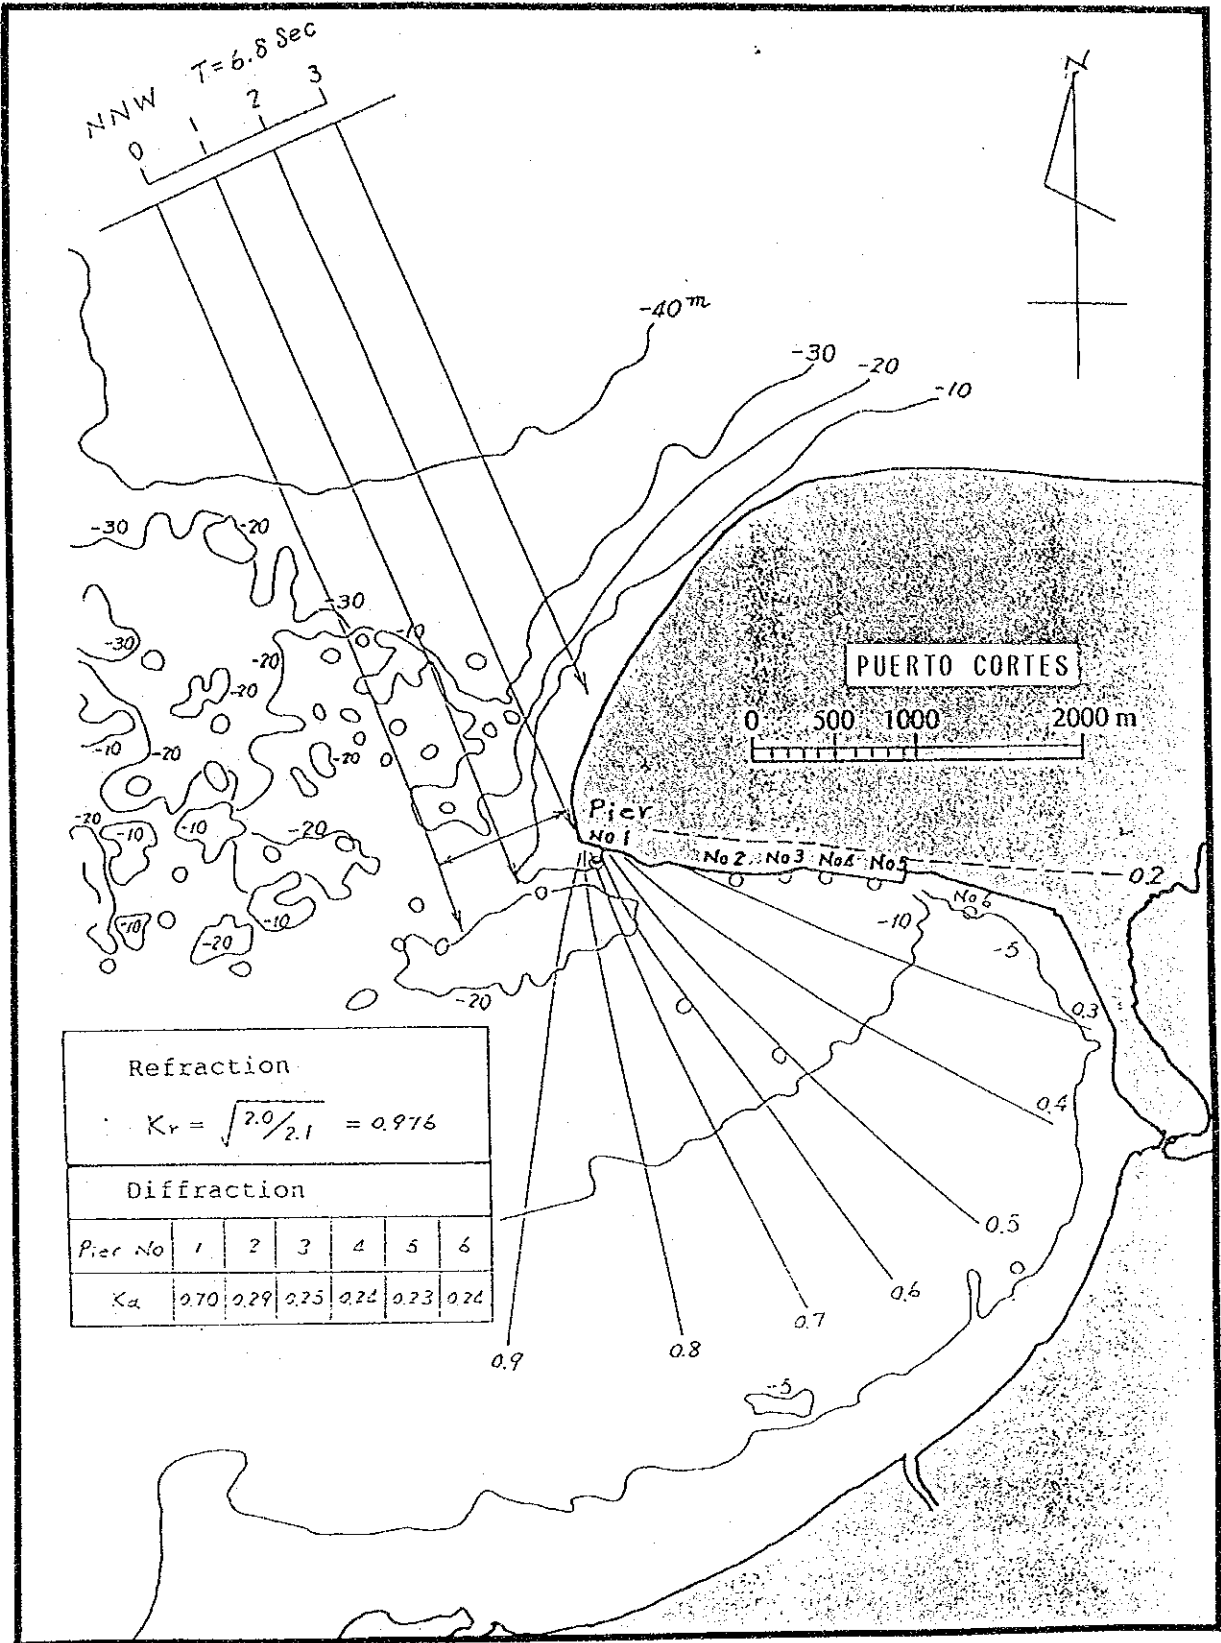 T=6.8 Sec
NNW
0 1 2 3
N
-40 m
-30
-20
-10
-30
-20
-30
-10
-30
-20
-20
-10
-20
-20
-20
-10
-10
-20
-10
-10
-20
-20
PUERTO CORTES
0 500 1000 2000 m
Pier
No 1
No 2 No 3 No 4 No 5
No 6
0.2
-10
-5
0.3
0.4
0.5
0.6
0.7
0.8
0.9
-5
Refraction
Kr = √2.0/2.1 = 0.976
Diffraction
Pier No 1 2 3 4 5 6
Kd 0.70 0.29 0.25 0.24 0.23 0.24